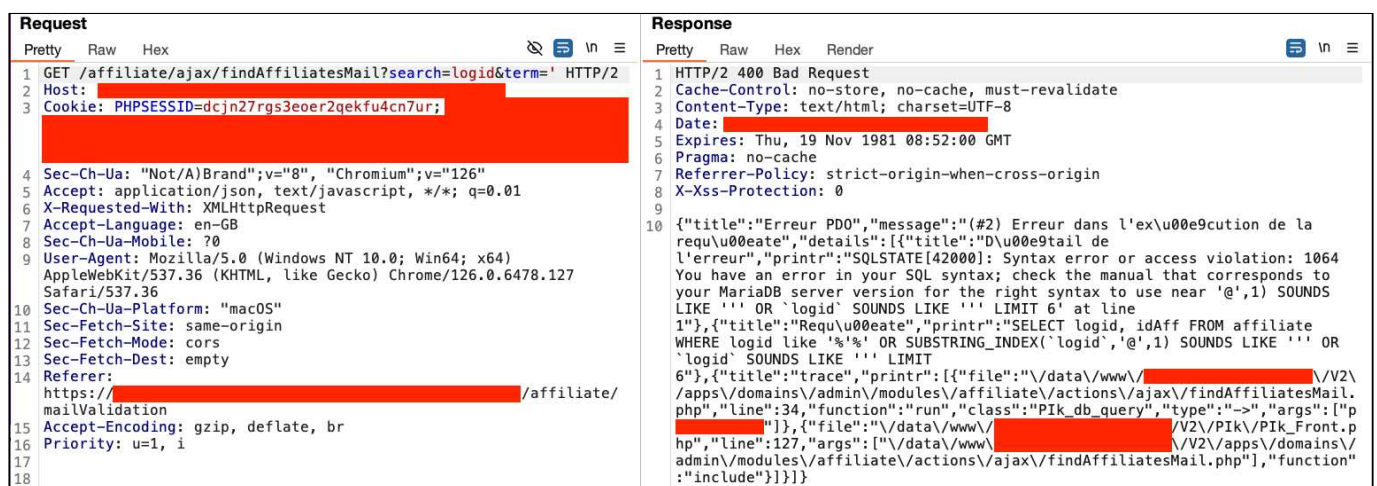 Request
Pretty Raw Hex \n
1 GET /affiliate/ajax/findAffiliatesMail?search=logid&term=' HTTP/2
2 Host:
3 Cookie: PHPSESSID=dcjn27rgs3eoer2qekfu4cn7ur;
4 Sec-Ch-Ua: "Not/A)Brand";v="8", "Chromium";v="126"
5 Accept: application/json, text/javascript, */*; q=0.01
6 X-Requested-With: XMLHttpRequest
7 Accept-Language: en-GB
8 Sec-Ch-Ua-Mobile: ?0
9 User-Agent: Mozilla/5.0 (Windows NT 10.0; Win64; x64)
AppleWebKit/537.36 (KHTML, like Gecko) Chrome/126.0.6478.127
Safari/537.36
10 Sec-Ch-Ua-Platform: "macOS"
11 Sec-Fetch-Site: same-origin
12 Sec-Fetch-Mode: cors
13 Sec-Fetch-Dest: empty
14 Referer:
https:// /affiliate/
mailValidation
15 Accept-Encoding: gzip, deflate, br
16 Priority: u=1, i
17
18
Response
Pretty Raw Hex Render \n
1 HTTP/2 400 Bad Request
2 Cache-Control: no-store, no-cache, must-revalidate
3 Content-Type: text/html; charset=UTF-8
4 Date:
5 Expires: Thu, 19 Nov 1981 08:52:00 GMT
6 Pragma: no-cache
7 Referrer-Policy: strict-origin-when-cross-origin
8 X-Xss-Protection: 0
9
10 {"title":"Erreur PDO","message":"(#2) Erreur dans l'ex\u00e9cution de la
requ\u00eate","details":[{"title":"D\u00e9tail de
l'erreur","printr":"SQLSTATE[42000]: Syntax error or access violation: 1064
You have an error in your SQL syntax; check the manual that corresponds to
your MariaDB server version for the right syntax to use near '@',1) SOUNDS
LIKE ''' OR `logid` SOUNDS LIKE ''' LIMIT 6' at line
1"},{"title":"Requ\u00eate","printr":"SELECT logid, idAff FROM affiliate
WHERE logid like '%'%' OR SUBSTRING_INDEX(`logid`,'@',1) SOUNDS LIKE ''' OR
`logid` SOUNDS LIKE ''' LIMIT
6"},{"title":"trace","printr":[{"file":"\/data\/www\/ \/V2\
/apps\/domains\/admin\/modules\/affiliate\/actions\/ajax\/findAffiliatesMail.
php","line":34,"function":"run","class":"PIk_db_query","type":"->","args":["p
"]},{"file":"\/data\/www\/ /V2\/PIk\/PIk_Front.p
hp","line":127,"args":["\/data\/www\ \/V2\/apps\/domains\/
admin\/modules\/affiliate\/actions\/ajax\/findAffiliatesMail.php"],"function"
:"include"}]}]}